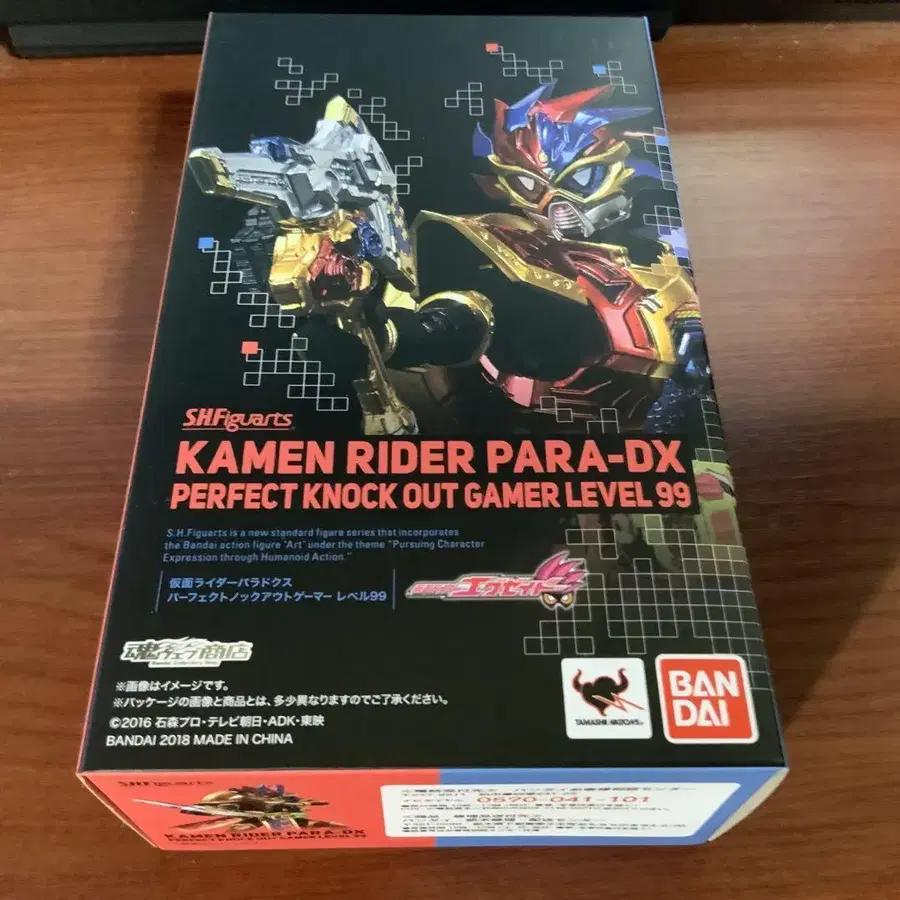 S.H.Figuarts
KAMEN RIDER PARA-DX
PERFECT KNOCK OUT GAMER LEVEL 99
S.H.Figuarts is a new standard figure series that incorporates
the Bandai action figure "Art" under the theme "Pursuing Character
Expression through Humanoid Action."
仮面ライダーパラドクス
パーフェクトノックアウトゲーマー レベル99
仮面ライダーエグゼイド
魂ウェブ商店
※画像はイメージです。
※パッケージの画像と商品とは、多少異なりますのでご了承ください。
©2016 石森プロ・テレビ朝日・ADK・東映
BANDAI 2018 MADE IN CHINA
TAMASHII NATIONS
BAN
DAI
S.H.Figuarts
KAMEN RIDER PARA-DX
PERFECT KNOCK OUT GAMER LEVEL 99
0570-041-101